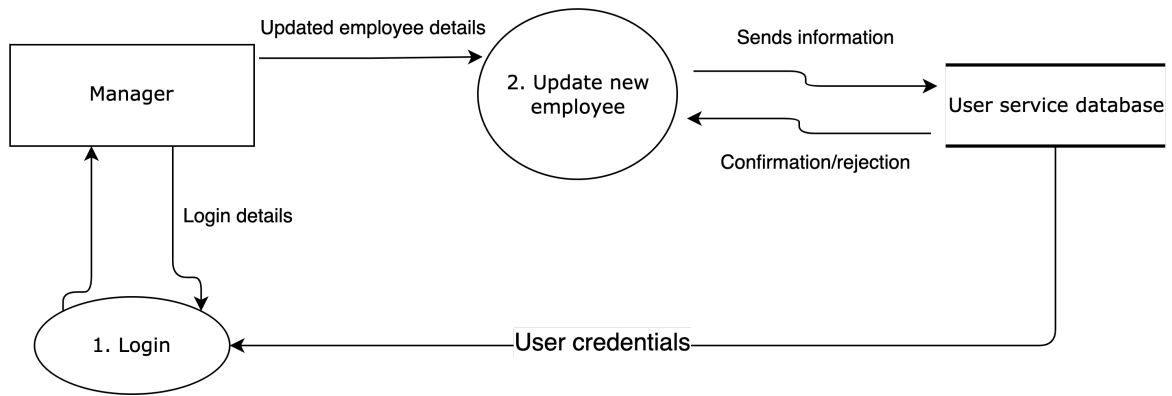 Updated employee details
Sends information
Manager
2. Update new
employee
User service database
Confirmation/rejection
Login details
1. Login
User credentials